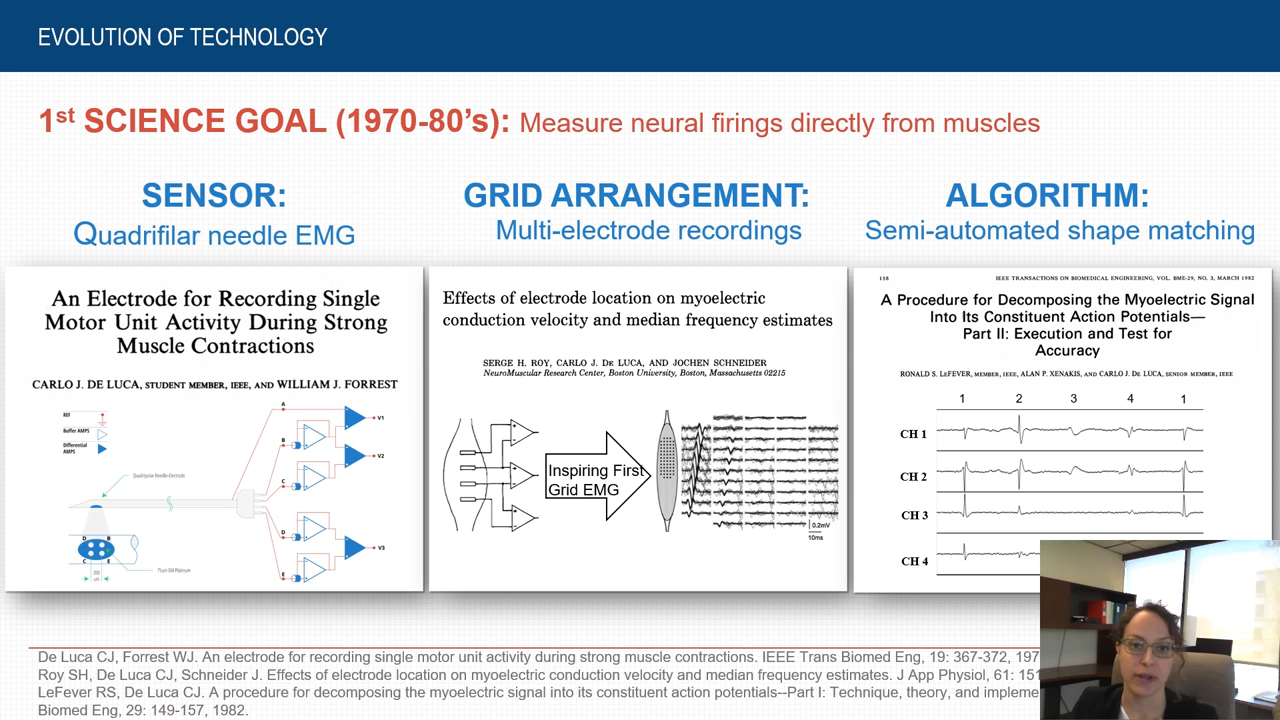 EVOLUTION OF TECHNOLOGY
1st SCIENCE GOAL (1970-80’s): Measure neural firings directly from muscles
SENSOR:
Quadrifilar needle EMG
An Electrode for Recording Single
Motor Unit Activity During Strong
Muscle Contractions
CARLO J. DE LUCA, STUDENT MEMBER, IEEE, AND WILLIAM J. FORREST
REF
Buffer AMPS
Differential
AMPS
Quadripolar Needle-Electrode
A
B
C
D
E
V1
V2
V3
D B
C E
200
um
75um DIA Platinum
GRID ARRANGEMENT:
Multi-electrode recordings
Effects of electrode location on myoelectric
conduction velocity and median frequency estimates
SERGE H. ROY, CARLO J. DE LUCA, AND JOCHEN SCHNEIDER
NeuroMuscular Research Center, Boston University, Boston, Massachusetts 02215
Inspiring First
Grid EMG
0.2mV
10ms
ALGORITHM:
Semi-automated shape matching
158 IEEE TRANSACTIONS ON BIOMEDICAL ENGINEERING, VOL. BME-29, NO. 3, MARCH 1982
A Procedure for Decomposing the Myoelectric Signal
Into Its Constituent Action Potentials—
Part II: Execution and Test for
Accuracy
RONALD S. LEFEVER, MEMBER, IEEE, ALAN P. XENAKIS, AND CARLO J. DE LUCA, SENIOR MEMBER, IEEE
1 2 3 4 1
CH 1
CH 2
CH 3
CH 4
De Luca CJ, Forrest WJ. An electrode for recording single motor unit activity during strong muscle contractions. IEEE Trans Biomed Eng, 19: 367-372, 197
Roy SH, De Luca CJ, Schneider J. Effects of electrode location on myoelectric conduction velocity and median frequency estimates. J App Physiol, 61: 151
LeFever RS, De Luca CJ. A procedure for decomposing the myoelectric signal into its constituent action potentials--Part I: Technique, theory, and impleme
Biomed Eng, 29: 149-157, 1982.